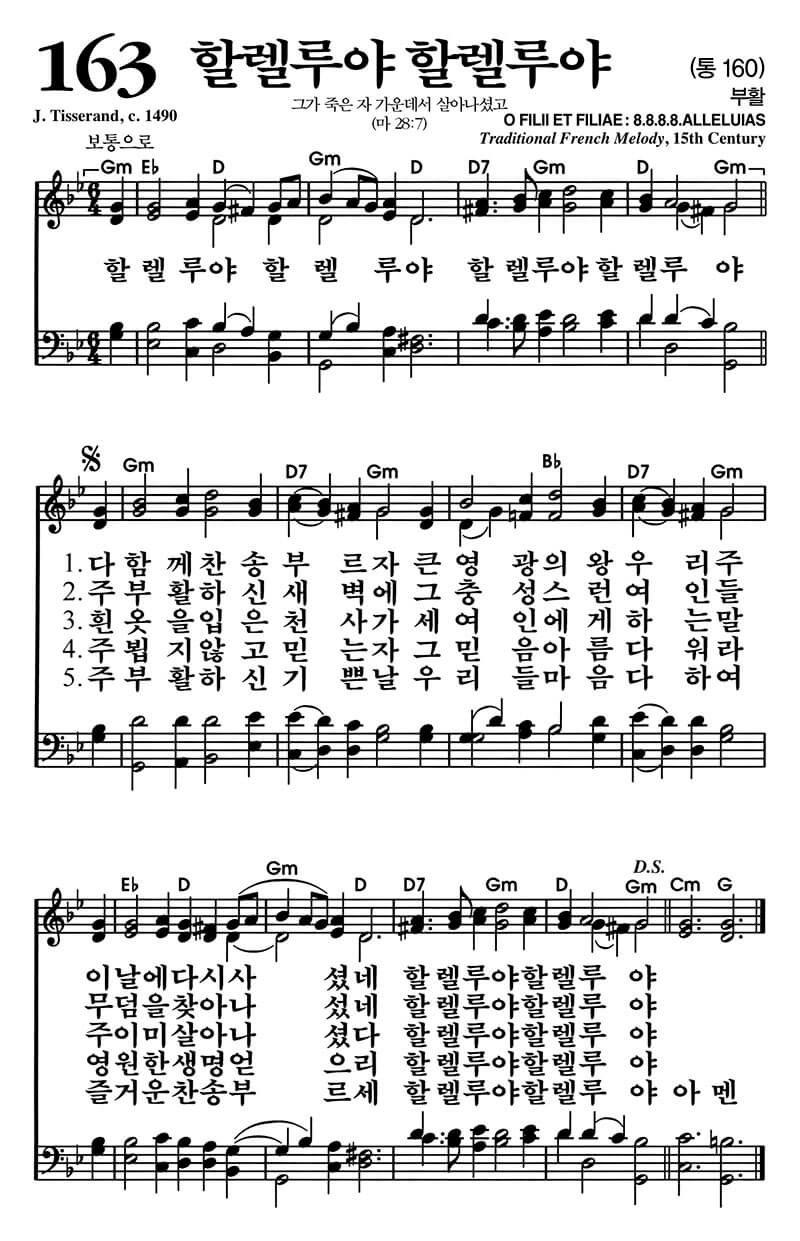 163 할렐루야 할렐루야 (통 160)
부활
J. Tisserand, c. 1490
그가 죽은 자 가운데서 살아나셨고
(마 28:7)
O FILII ET FILIAE : 8.8.8.8.ALLELUIAS
Traditional French Melody, 15th Century
보통으로
Gm E♭ D Gm D D7 Gm D Gm
할 렐 루야 할 렐 루야 할 렐루야 할 렐루 야
Gm D7 Gm B♭ D7 Gm
1. 다 함 께찬 송 부 르자 큰 영 광의 왕 우 리주
2. 주 부 활하 신 새 벽에 그 충 성스 런 여 인들
3. 흰 옷 을입 은 천 사가 세 여 인에 게 하 는말
4. 주 뵙 지않 고 믿 는자 그 믿 음아 름 다 워라
5. 주 부 활하 신 기 쁜날 우 리 들마 음 다 하여
D.S.
E♭ D Gm D D7 Gm D Gm Cm G
이날에다시사 셨네 할렐루야할렐루 야
무덤을찾아나 섰네 할렐루야할렐루 야
주이미살아나 셨다 할렐루야할렐루 야
영원한생명얻 으리 할렐루야할렐루 야
즐거운찬송부 르세 할렐루야할렐루 야 아 멘